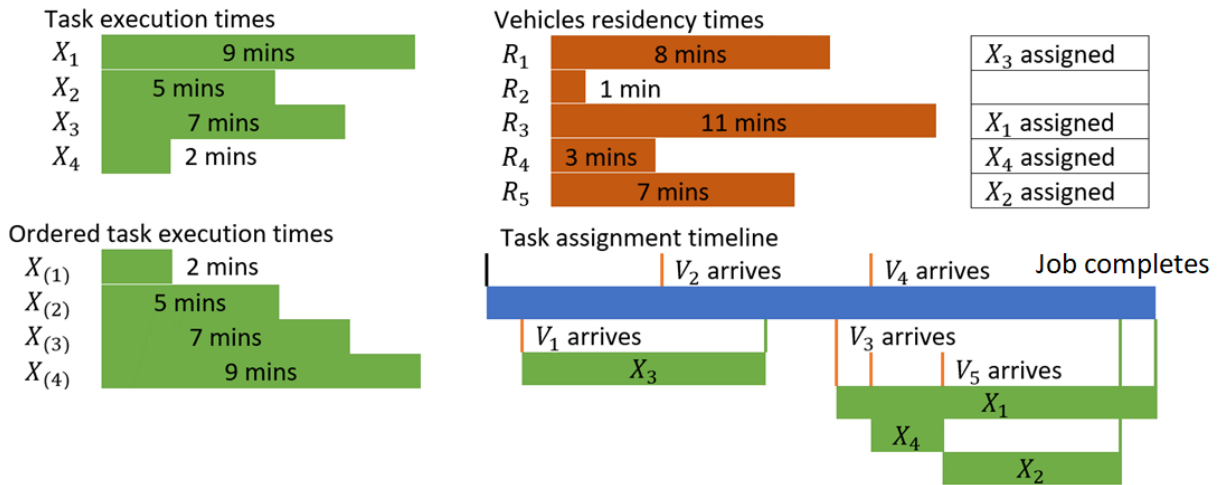 Task execution times
X₁ 9 mins
X₂ 5 mins
X₃ 7 mins
X₄ 2 mins
Vehicles residency times
R₁ 8 mins
R₂ 1 min
R₃ 11 mins
R₄ 3 mins
R₅ 7 mins
X₃ assigned
X₁ assigned
X₄ assigned
X₂ assigned
Ordered task execution times
X₍₁₎ 2 mins
X₍₂₎ 5 mins
X₍₃₎ 7 mins
X₍₄₎ 9 mins
Task assignment timeline
V₂ arrives V₄ arrives Job completes
V₁ arrives V₃ arrives
X₃ V₅ arrives
X₁
X₄
X₂